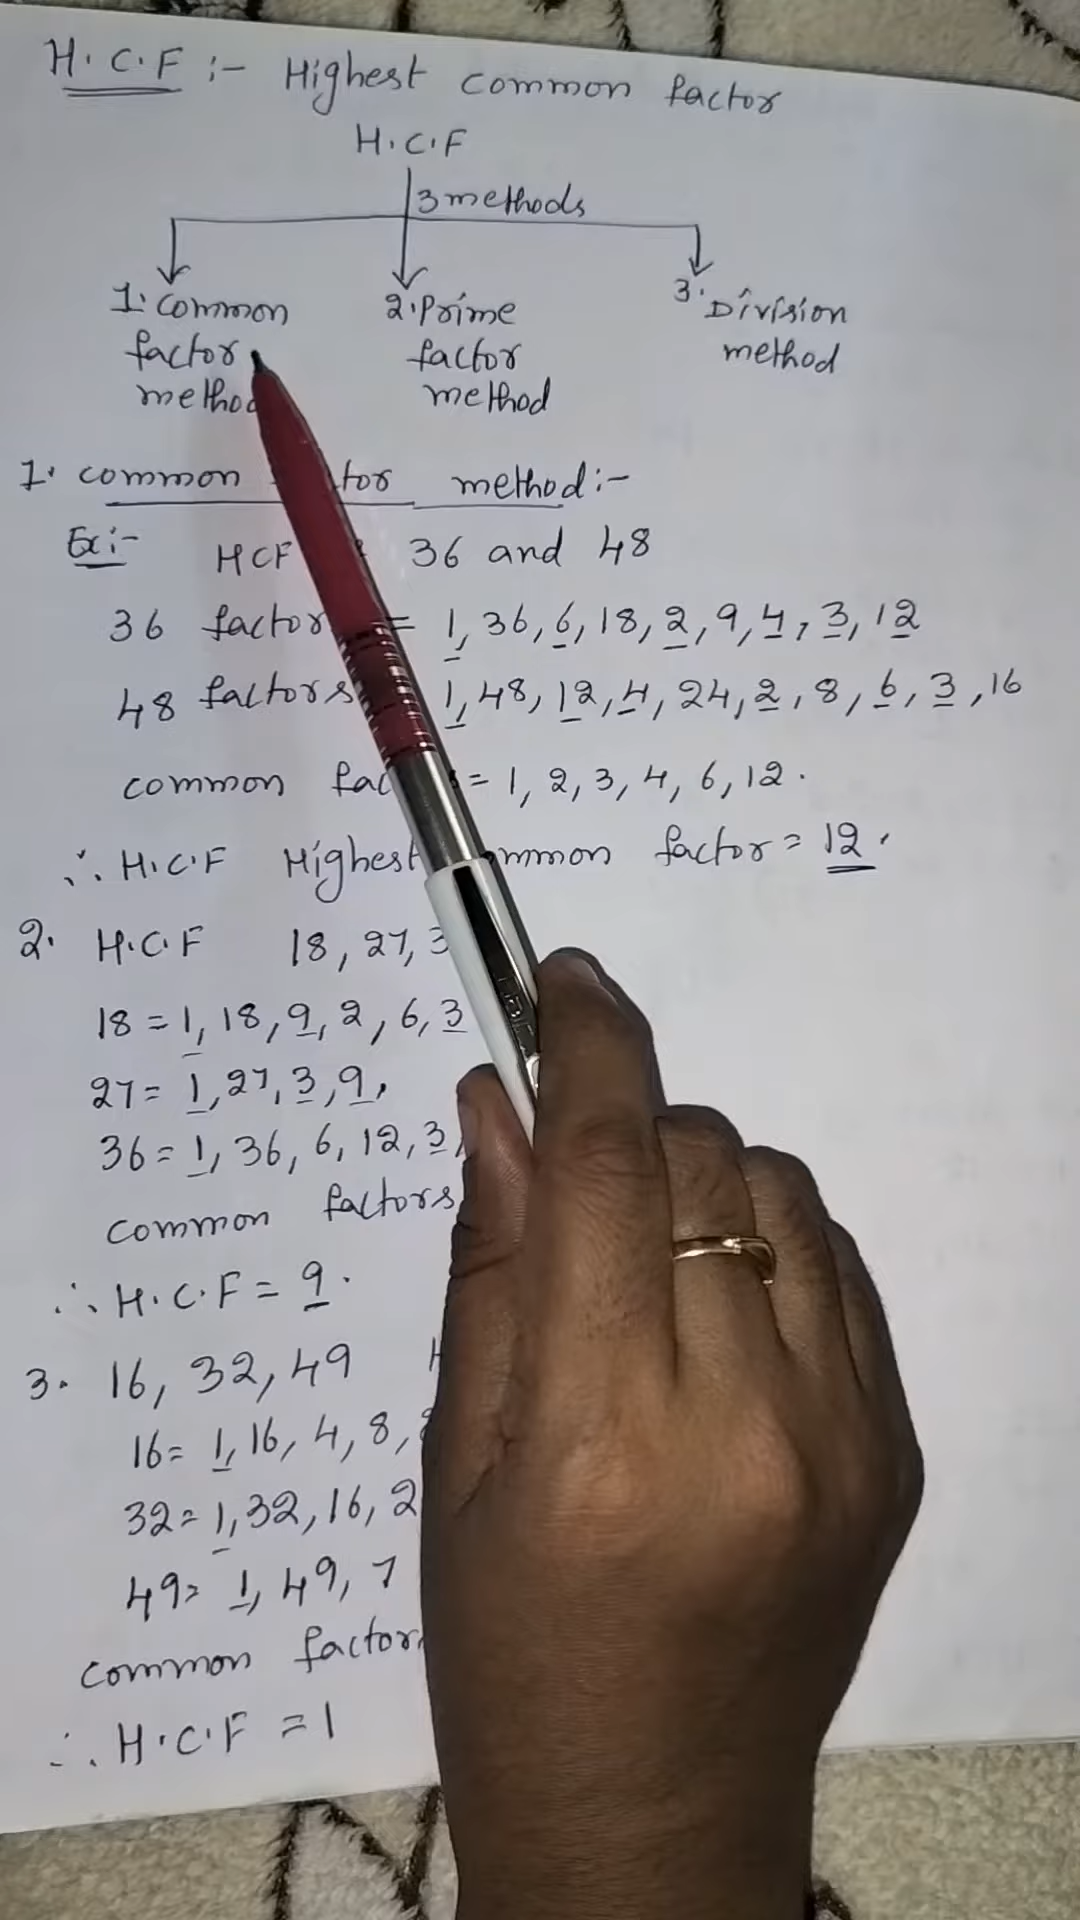 H.C.F :- Highest common factor
H.C.F
3 methods
1. common factor
2. Prime factor method
3. Division method
1. common method :-
Ex:- HCF 36 and 48
36 = 1, 36, 6, 18, 2, 9, 4, 3, 12
48 factors 1, 48, 12, 4, 24, 2, 8, 6, 3, 16
common = 1, 2, 3, 4, 6, 12.
∴ H.C.F Highest factor = 12.
2. H.C.F 18, 27,
18 = 1, 18, 9, 2, 6, 3
27 = 1, 27, 3, 9,
36 = 1, 36, 6, 12, 3,
common factors
∴ H.C.F = 9.
3. 16, 32, 49
16 = 1, 16, 4, 8,
32 = 1, 32, 16, 2
49 = 1, 49, 7
common factor
∴ H.C.F = 1